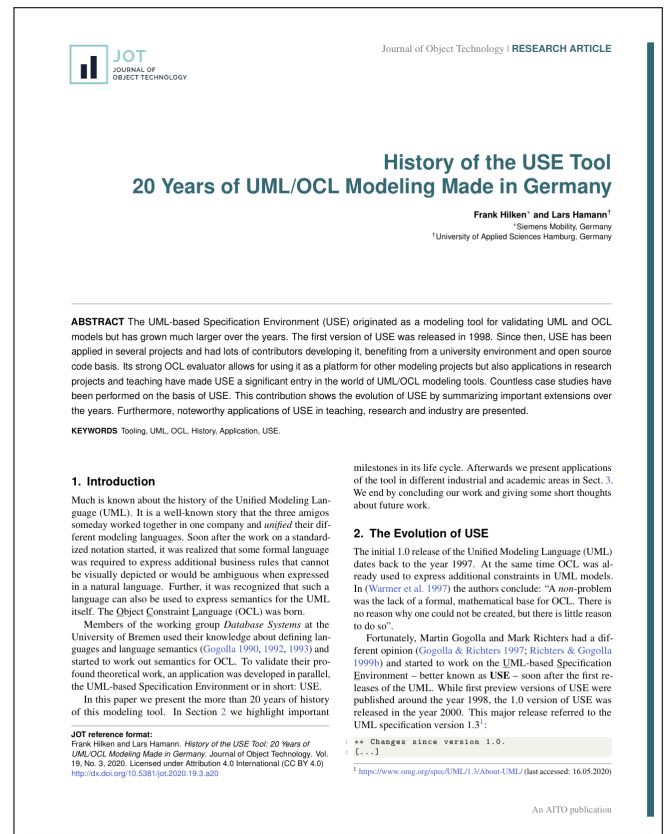 JOT
JOURNAL OF
OBJECT TECHNOLOGY
Journal of Object Technology | RESEARCH ARTICLE
History of the USE Tool
20 Years of UML/OCL Modeling Made in Germany
Frank Hilken* and Lars Hamann†
*Siemens Mobility, Germany
†University of Applied Sciences Hamburg, Germany
ABSTRACT The UML-based Specification Environment (USE) originated as a modeling tool for validating UML and OCL
models but has grown much larger over the years. The first version of USE was released in 1998. Since then, USE has been
applied in several projects and had lots of contributors developing it, benefiting from a university environment and open source
code basis. Its strong OCL evaluator allows for using it as a platform for other modeling projects but also applications in research
projects and teaching have made USE a significant entry in the world of UML/OCL modeling tools. Countless case studies have
been performed on the basis of USE. This contribution shows the evolution of USE by summarizing important extensions over
the years. Furthermore, noteworthy applications of USE in teaching, research and industry are presented.
KEYWORDS Tooling, UML, OCL, History, Application, USE.
1. Introduction
Much is known about the history of the Unified Modeling Lan-
guage (UML). It is a well-known story that the three amigos
someday worked together in one company and unified their dif-
ferent modeling languages. Soon after the work on a standard-
ized notation started, it was realized that some formal language
was required to express additional business rules that cannot
be visually depicted or would be ambiguous when expressed
in a natural language. Further, it was recognized that such a
language can also be used to express semantics for the UML
itself. The Object Constraint Language (OCL) was born.
Members of the working group Database Systems at the
University of Bremen used their knowledge about defining lan-
guages and language semantics (Gogolla 1990, 1992, 1993) and
started to work out semantics for OCL. To validate their pro-
found theoretical work, an application was developed in parallel,
the UML-based Specification Environment or in short: USE.
In this paper we present the more than 20 years of history
of this modeling tool. In Section 2 we highlight important
JOT reference format:
Frank Hilken and Lars Hamann. History of the USE Tool: 20 Years of
UML/OCL Modeling Made in Germany. Journal of Object Technology. Vol.
19, No. 3, 2020. Licensed under Attribution 4.0 International (CC BY 4.0)
http://dx.doi.org/10.5381/jot.2020.19.3.a20
milestones in its life cycle. Afterwards we present applications
of the tool in different industrial and academic areas in Sect. 3.
We end by concluding our work and giving some short thoughts
about future work.
2. The Evolution of USE
The initial 1.0 release of the Unified Modeling Language (UML)
dates back to the year 1997. At the same time OCL was al-
ready used to express additional constraints in UML models.
In (Warmer et al. 1997) the authors conclude: “A non-problem
was the lack of a formal, mathematical base for OCL. There is
no reason why one could not be created, but there is little reason
to do so”.
Fortunately, Martin Gogolla and Mark Richters had a dif-
ferent opinion (Gogolla & Richters 1997; Richters & Gogolla
1999b) and started to work on the UML-based Specification
Environment – better known as USE – soon after the first re-
leases of the UML. While first preview versions of USE were
published around the year 1998, the 1.0 version of USE was
released in the year 2000. This major release referred to the
UML specification version 1.3¹:
1 ** Changes since version 1.0.
2 [...]
¹ https://www.omg.org/spec/UML/1.3/About-UML/ (last accessed: 16.05.2020)
An AITO publication